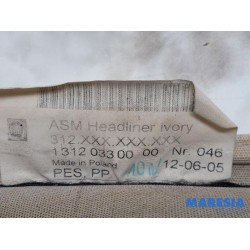 ASM Headliner ivory
312.XXX.XXX.XXX
1312 033 00 00 Nr. 046
Made in Poland
12-06-05
PES, PP
MARESIA